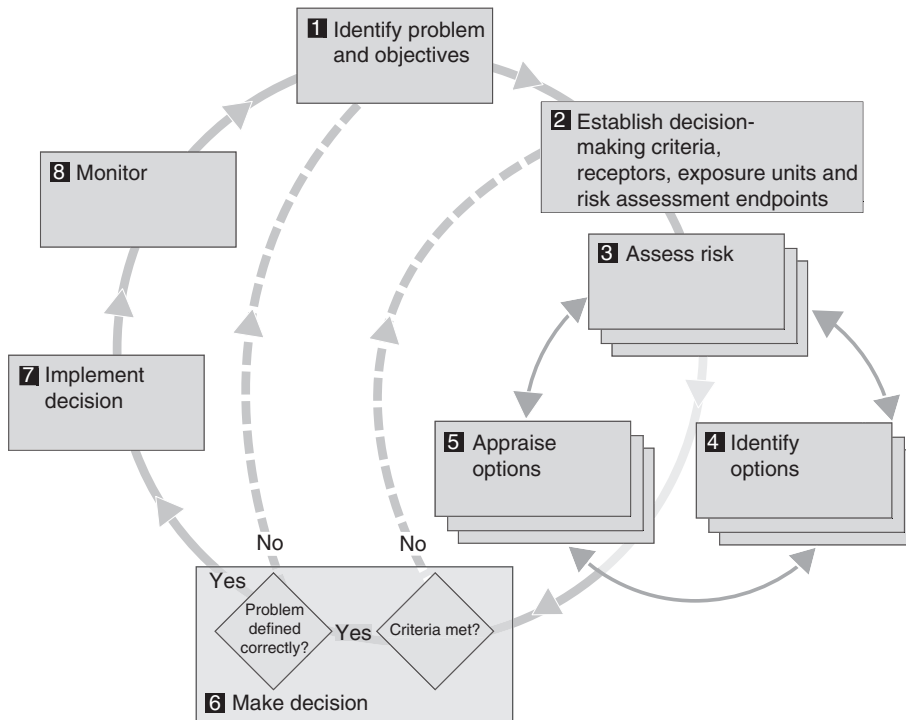 1 Identify problem
and objectives
2 Establish decision-
making criteria,
receptors, exposure units and
risk assessment endpoints
8 Monitor
3 Assess risk
7 Implement
decision
5 Appraise
options
4 Identify
options
No
No
Yes
Problem
defined
correctly?
Yes
Criteria met?
6 Make decision